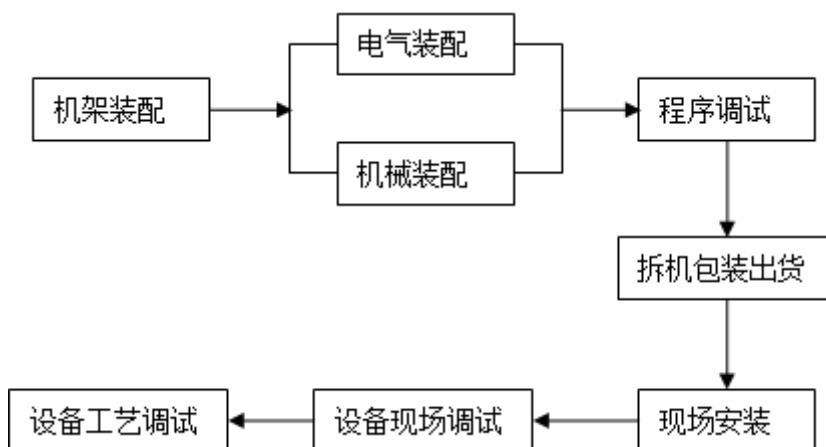 电气装配
机架装配
程序调试
机械装配
拆机包装出货
设备工艺调试
设备现场调试
现场安装